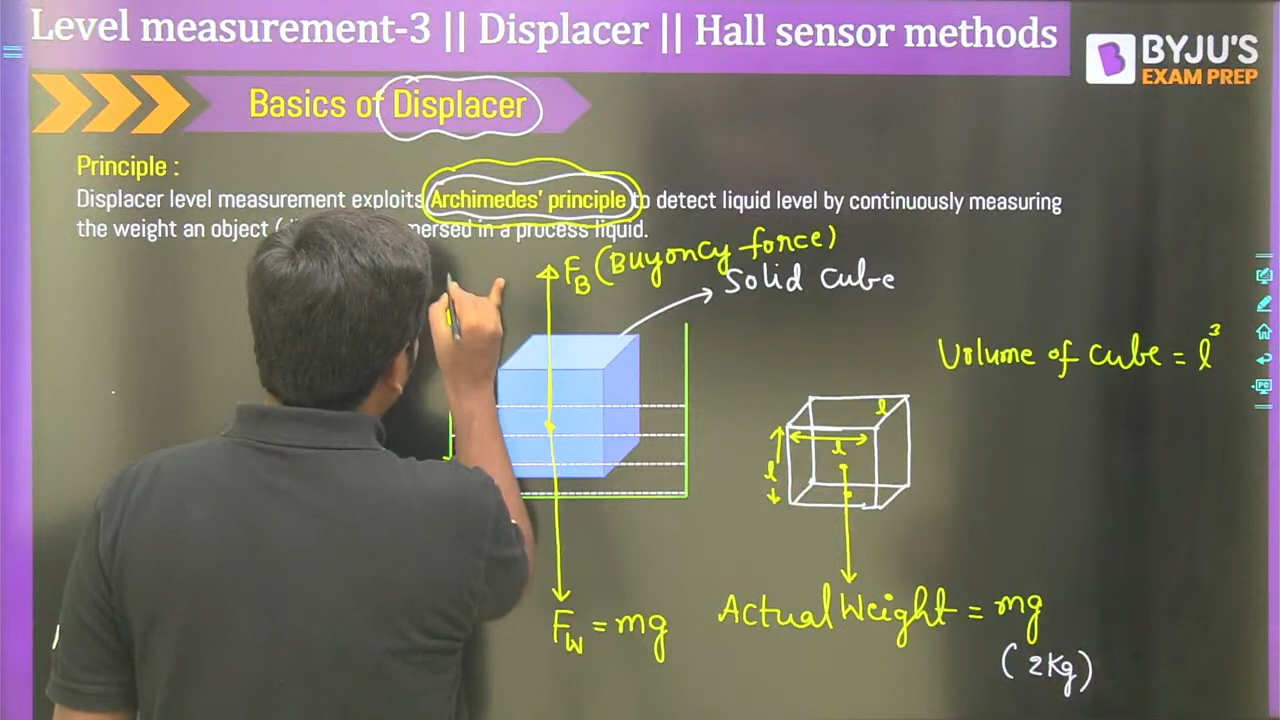 Level measurement-3 || Displacer || Hall sensor methods
BYJU'S
EXAM PREP
Basics of Displacer
Principle :
Displacer level measurement exploits Archimedes' principle to detect liquid level by continuously measuring
the weight an object mersed in a process liquid.
F_B (Buyoncy force)
Solid Cube
Volume of Cube = l³
l
l
l
F_W = mg
Actual Weight = mg
(2Kg)
PC